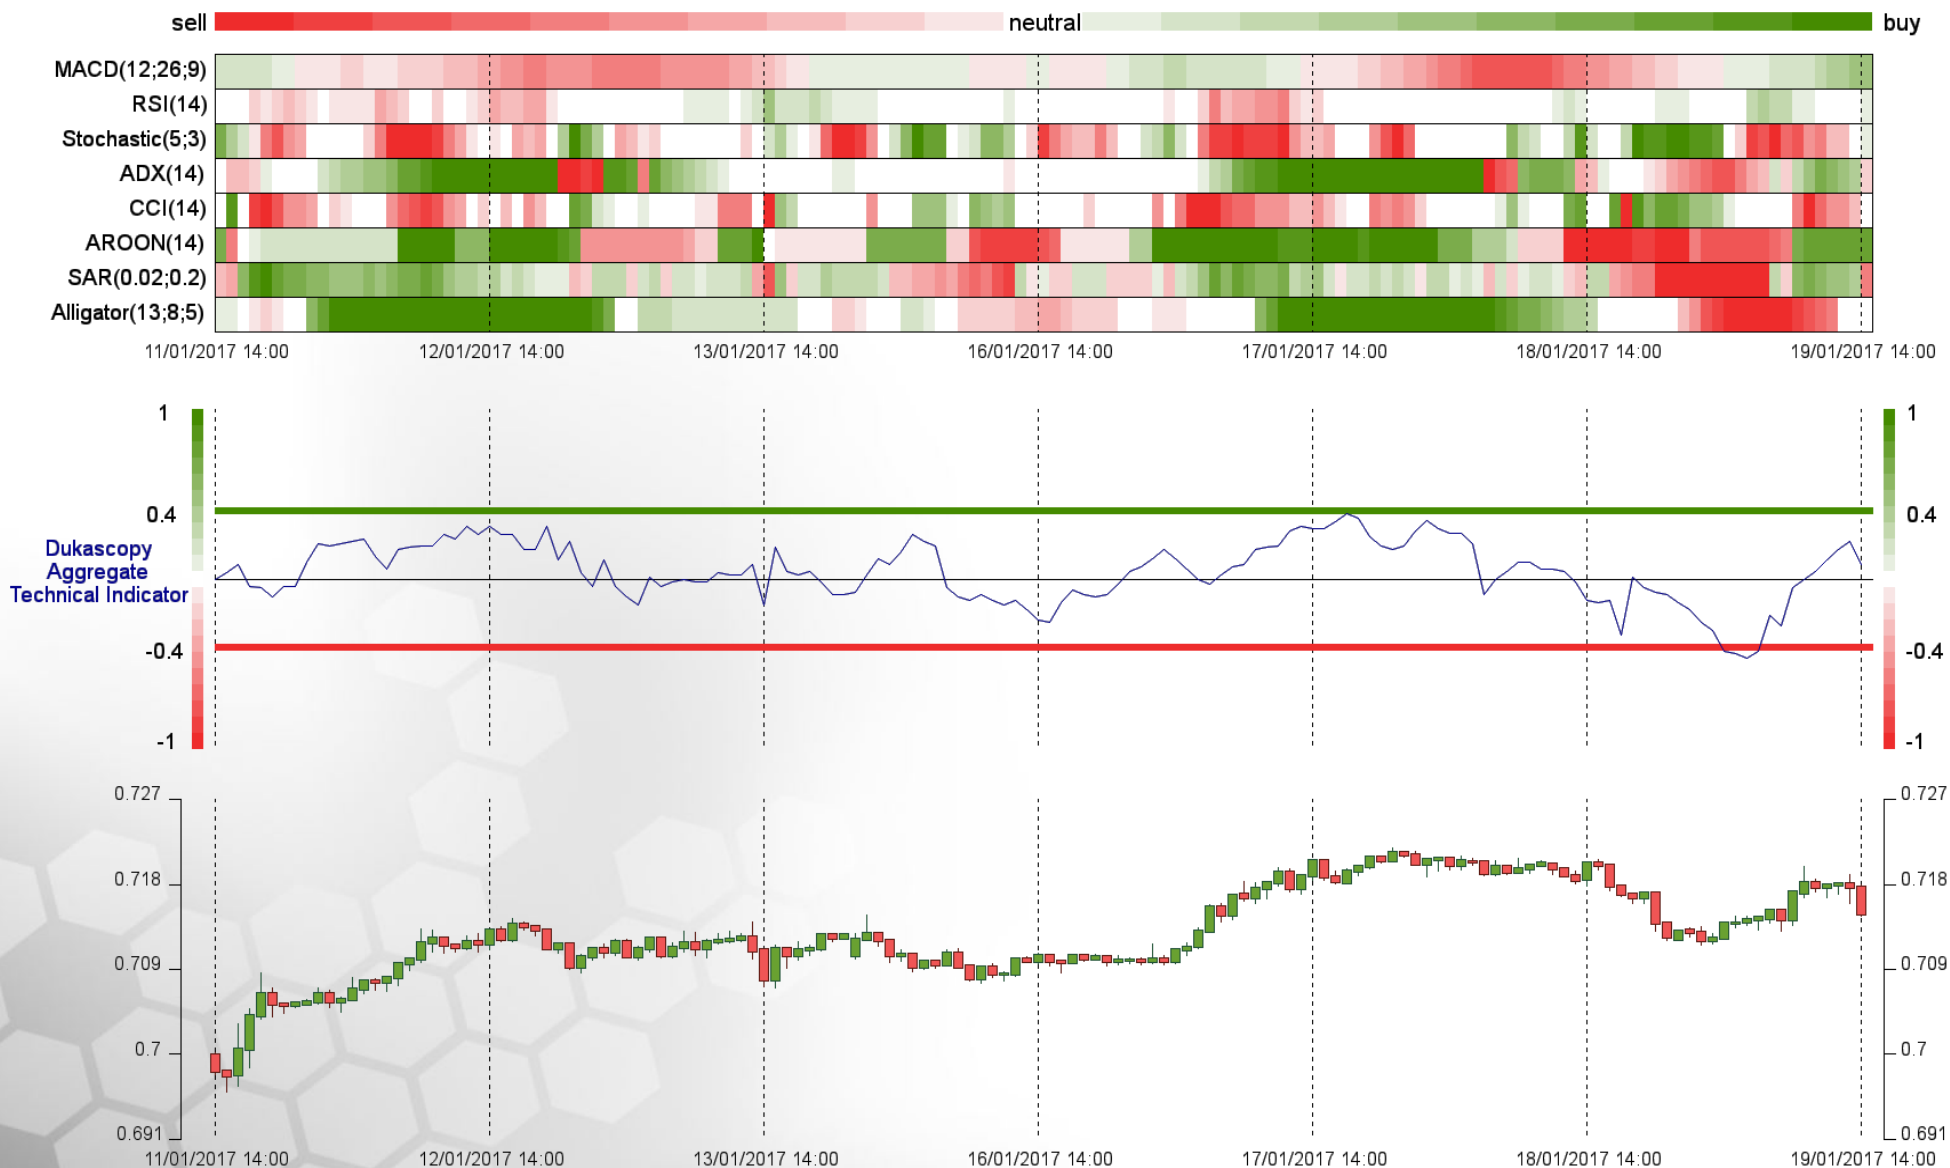 sell neutral buy
MACD(12;26;9)
RSI(14)
Stochastic(5;3)
ADX(14)
CCI(14)
AROON(14)
SAR(0.02;0.2)
Alligator(13;8;5)
11/01/2017 14:00 12/01/2017 14:00 13/01/2017 14:00 16/01/2017 14:00 17/01/2017 14:00 18/01/2017 14:00 19/01/2017 14:00
1 1
0.4 0.4
Dukascopy
Aggregate
Technical Indicator
-0.4 -0.4
-1 -1
0.727 0.727
0.718 0.718
0.709 0.709
0.7 0.7
0.691 0.691
11/01/2017 14:00 12/01/2017 14:00 13/01/2017 14:00 16/01/2017 14:00 17/01/2017 14:00 18/01/2017 14:00 19/01/2017 14:00